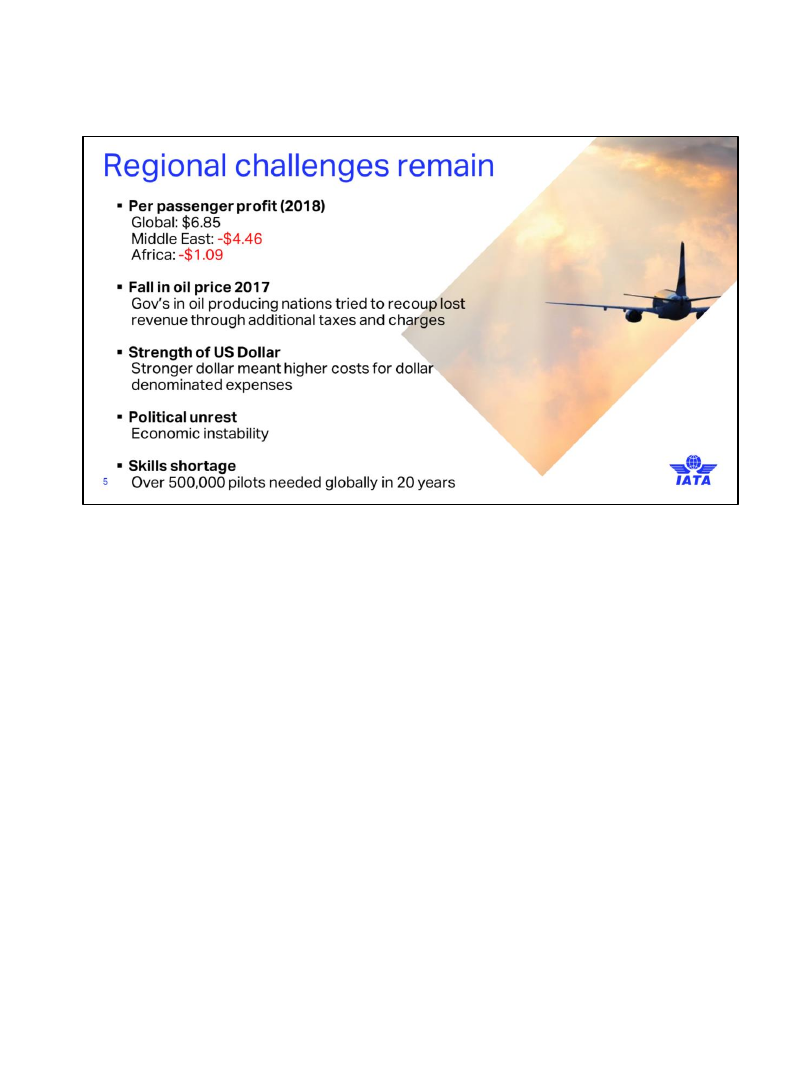 Regional challenges remain
▪ Per passenger profit (2018)
Global: $6.85
Middle East: -$4.46
Africa: -$1.09
▪ Fall in oil price 2017
Gov's in oil producing nations tried to recoup lost
revenue through additional taxes and charges
▪ Strength of US Dollar
Stronger dollar meant higher costs for dollar
denominated expenses
▪ Political unrest
Economic instability
▪ Skills shortage
Over 500,000 pilots needed globally in 20 years
5
IATA